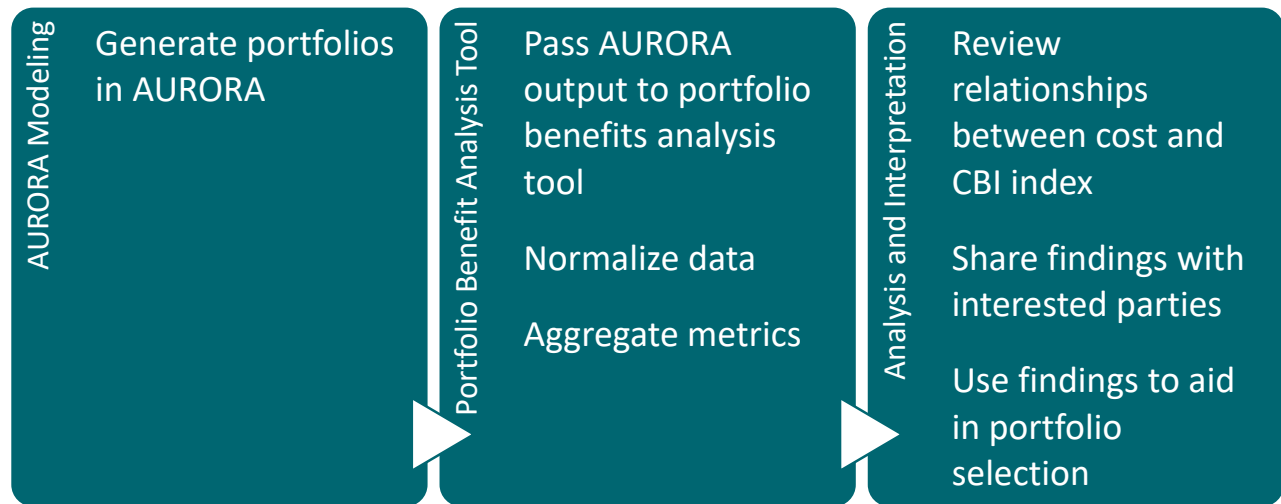 AURORA Modeling
Generate portfolios
in AURORA
Portfolio Benefit Analysis Tool
Pass AURORA
output to portfolio
benefits analysis
tool
Normalize data
Aggregate metrics
Analysis and Interpretation
Review
relationships
between cost and
CBI index
Share findings with
interested parties
Use findings to aid
in portfolio
selection